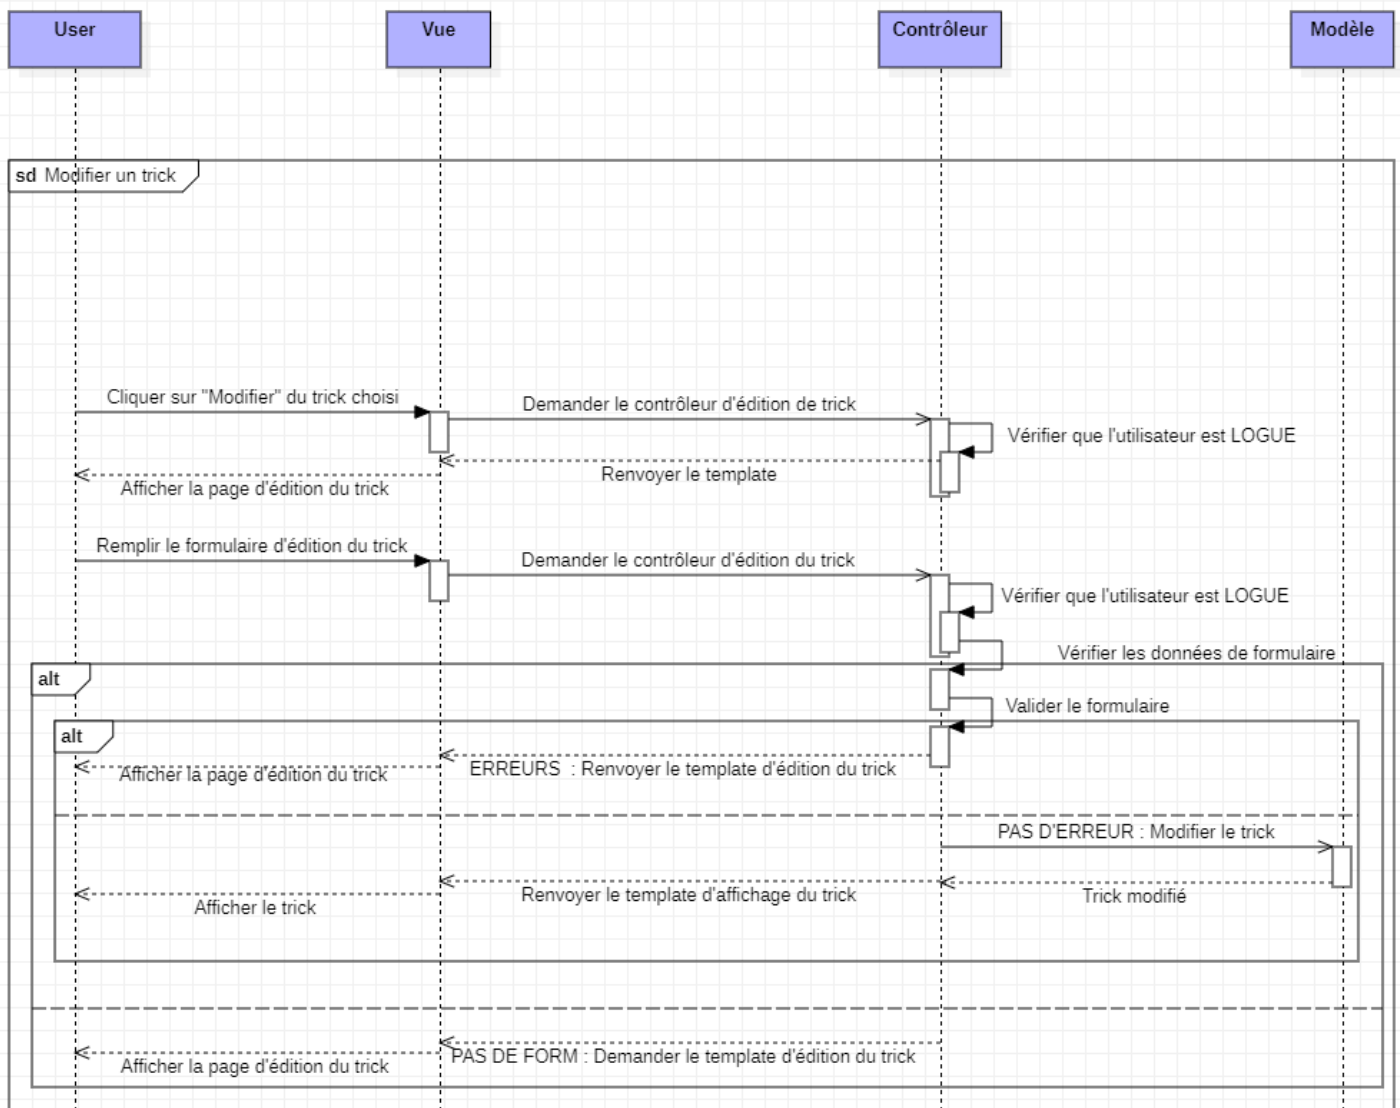 User
Vue
Contrôleur
Modèle
sd Modifier un trick
Cliquer sur "Modifier" du trick choisi
Demander le contrôleur d'édition de trick
Vérifier que l'utilisateur est LOGUE
Renvoyer le template
Afficher la page d'édition du trick
Remplir le formulaire d'édition du trick
Demander le contrôleur d'édition du trick
Vérifier que l'utilisateur est LOGUE
Vérifier les données de formulaire
alt
Valider le formulaire
alt
ERREURS : Renvoyer le template d'édition du trick
Afficher la page d'édition du trick
PAS D'ERREUR : Modifier le trick
Trick modifié
Renvoyer le template d'affichage du trick
Afficher le trick
PAS DE FORM : Demander le template d'édition du trick
Afficher la page d'édition du trick